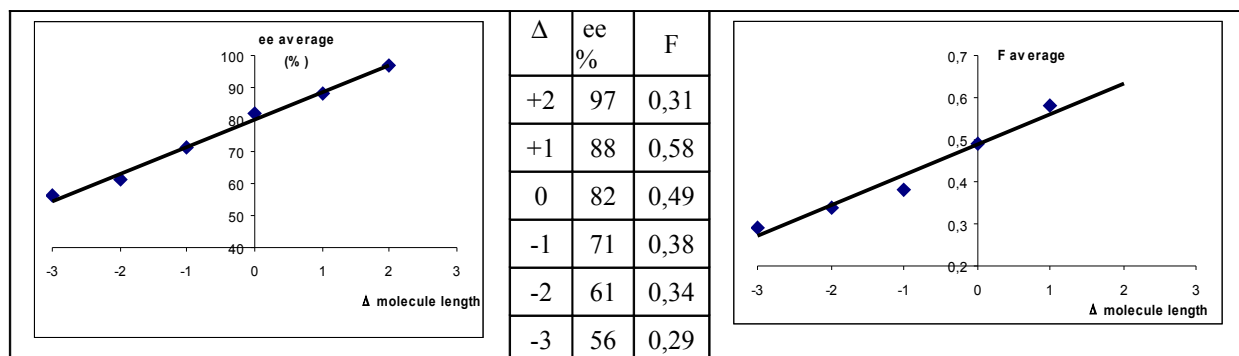 ee average
(% )
100
90
80
70
60
50
40
-3 -2 -1 0 1 2 3
Δ molecule length
Δ ee % F
+2 97 0,31
+1 88 0,58
0 82 0,49
-1 71 0,38
-2 61 0,34
-3 56 0,29
0,7
F average
0,6
0,5
0,4
0,3
0,2
-3 -2 -1 0 1 2 3
Δ molecule length